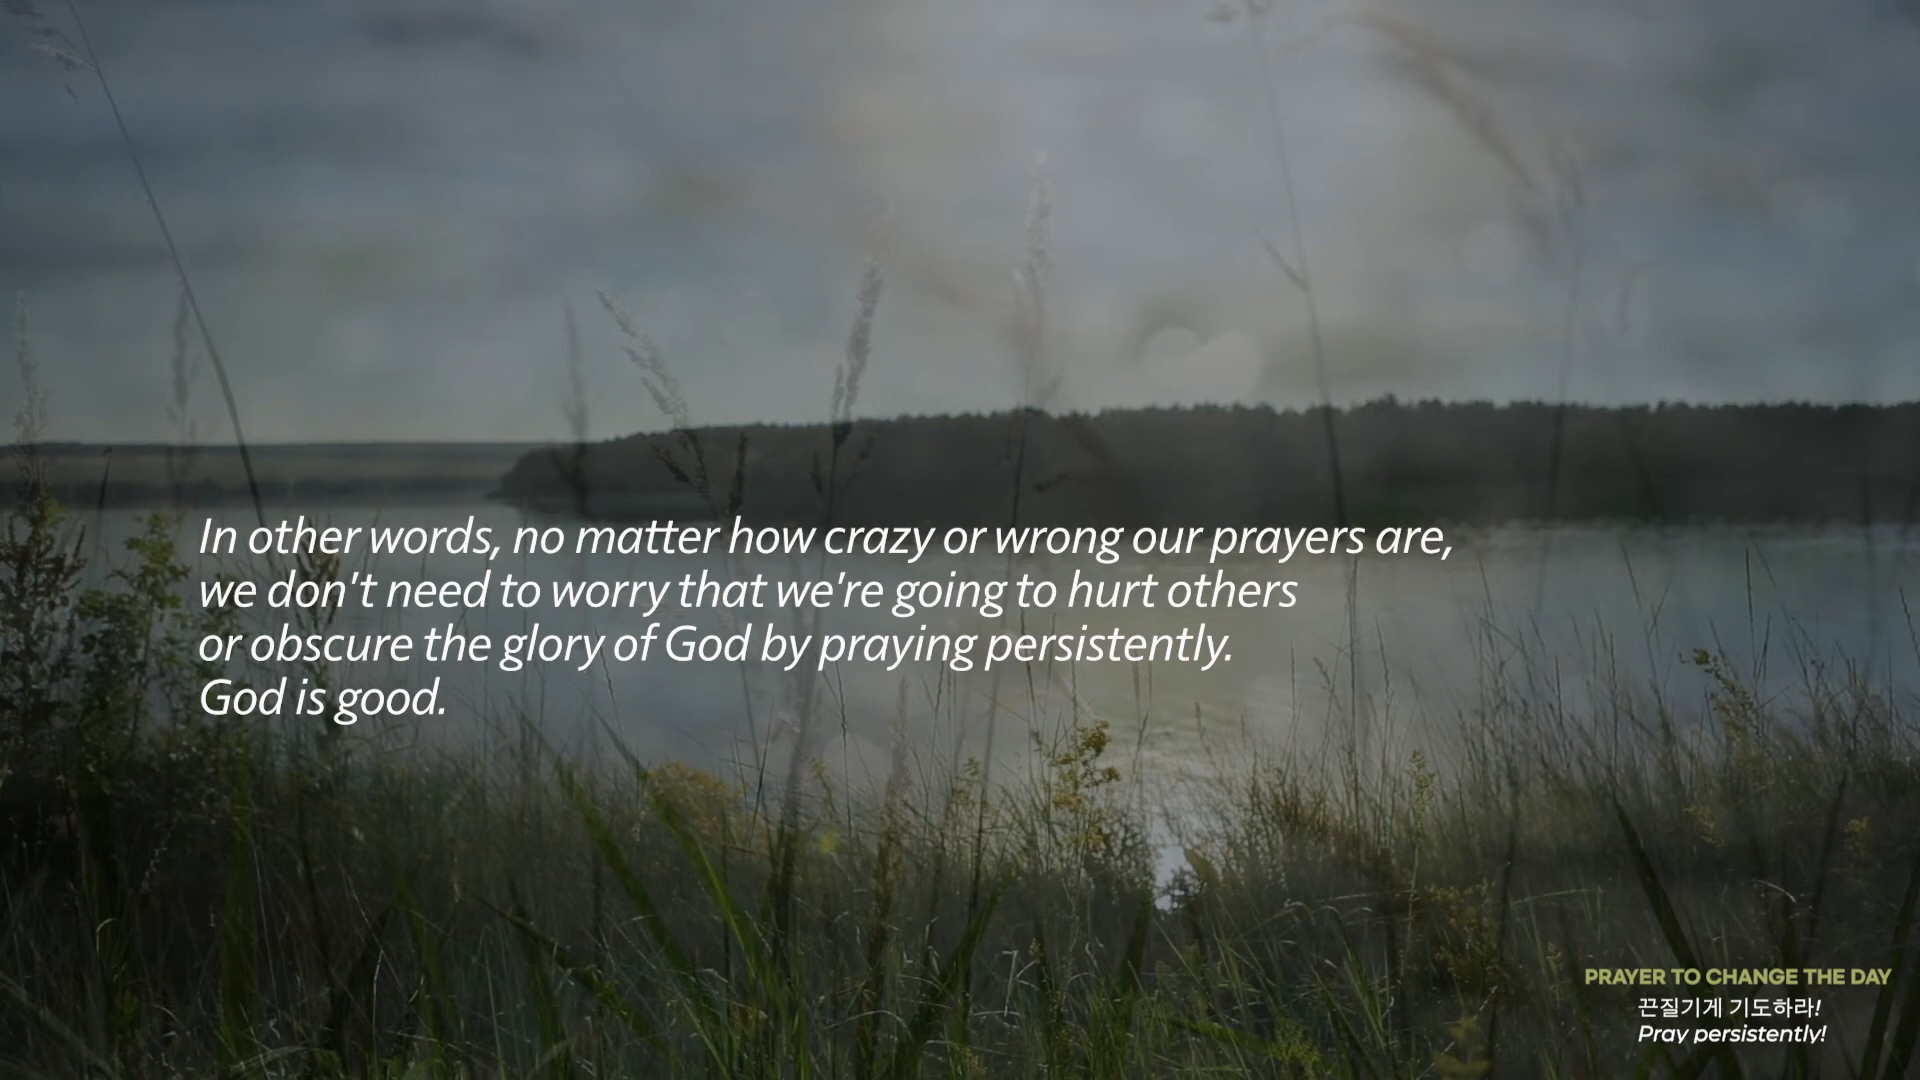 In other words, no matter how crazy or wrong our prayers are,
we don't need to worry that we're going to hurt others
or obscure the glory of God by praying persistently.
God is good.
PRAYER TO CHANGE THE DAY
끈질기게 기도하라!
Pray persistently!